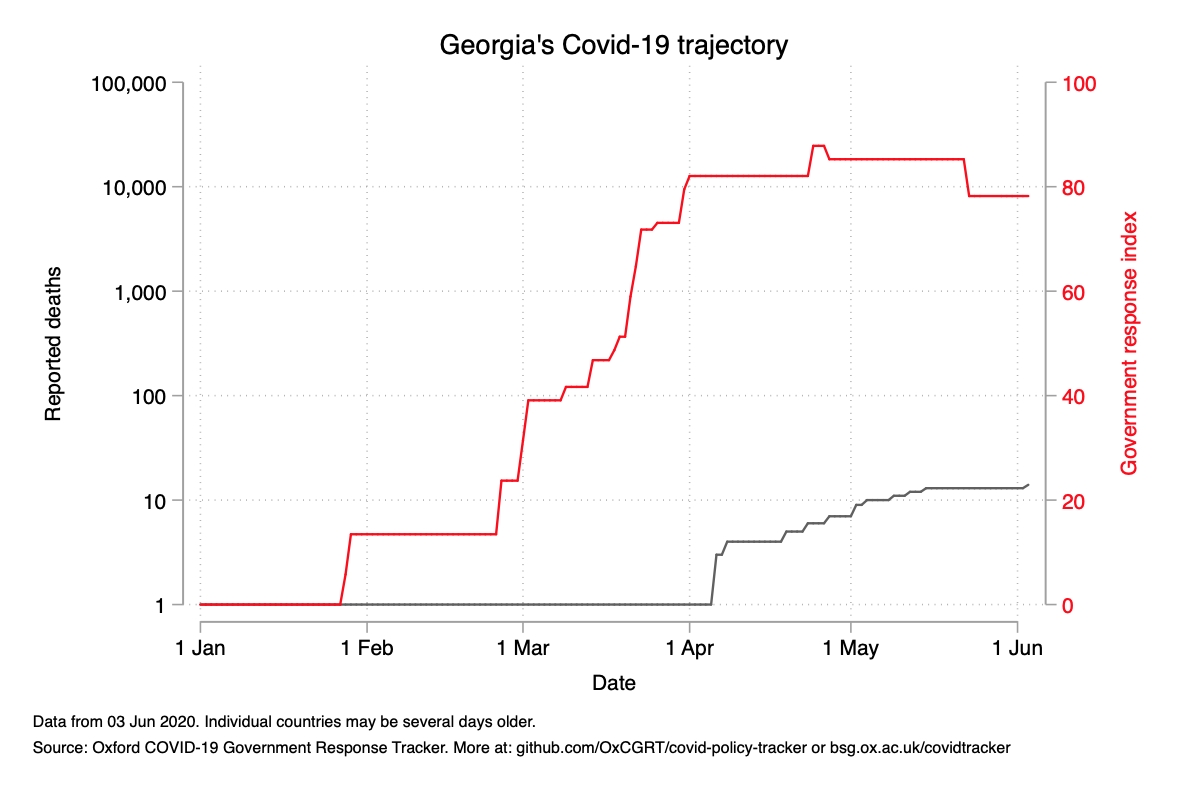 Georgia's Covid-19 trajectory
100,000
10,000
1,000
100
10
1
Reported deaths
100
80
60
40
20
0
Government response index
1 Jan
1 Feb
1 Mar
1 Apr
1 May
1 Jun
Date
Data from 03 Jun 2020. Individual countries may be several days older.
Source: Oxford COVID-19 Government Response Tracker. More at: github.com/OxCGRT/covid-policy-tracker or bsg.ox.ac.uk/covidtracker